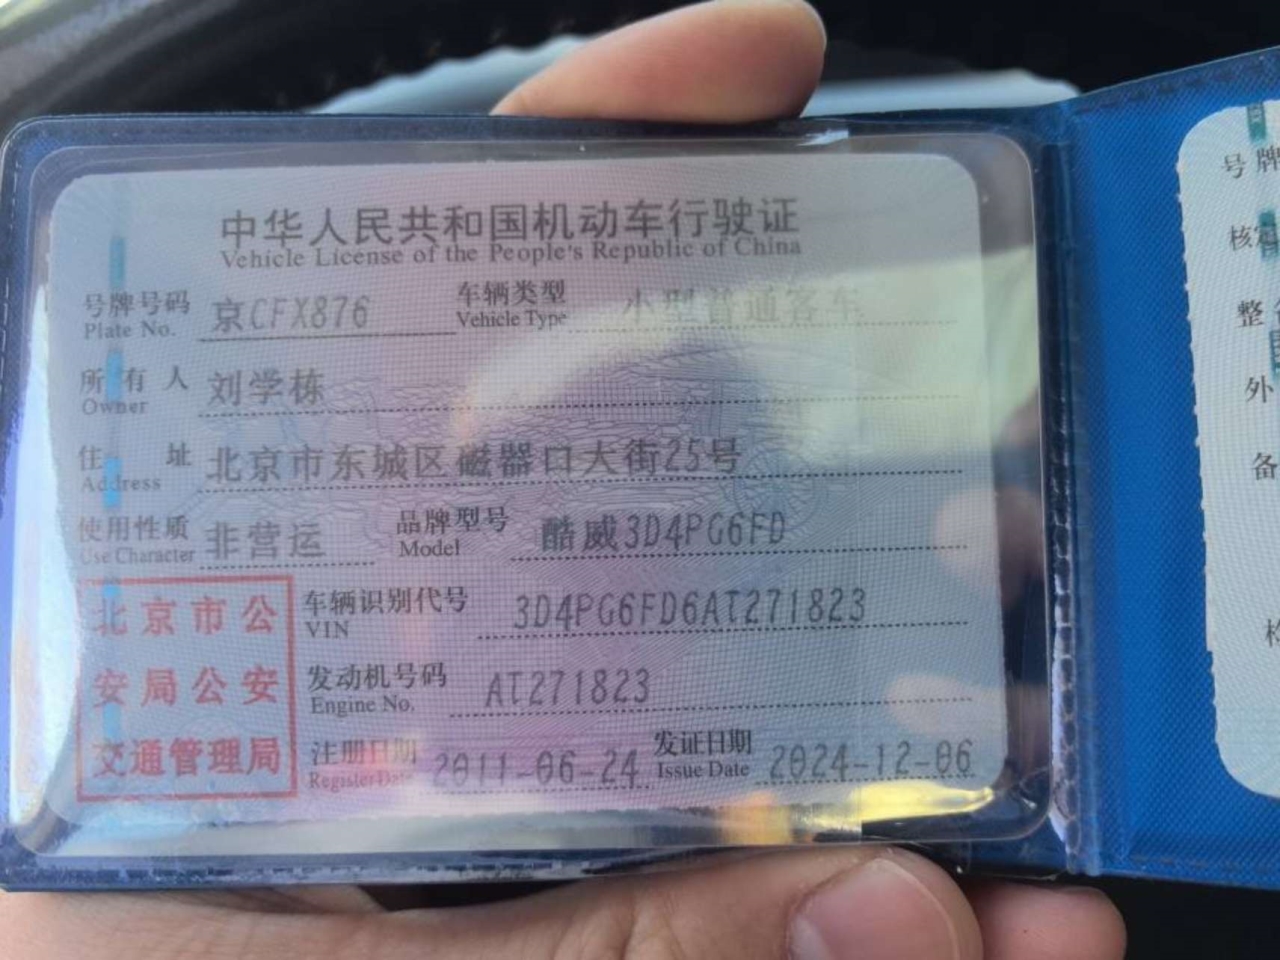 中华人民共和国机动车行驶证
Vehicle License of the People's Republic of China
号牌号码 京CFX876 车辆类型 小型普通客车
Plate No. Vehicle Type
所有人 刘学栋
Owner
住址 北京市东城区磁器口大街25号
Address
使用性质 非营运 品牌型号 酷威3D4PG6FD
Use Character Model
车辆识别代号 3D4PG6FD6AT271823
VIN
发动机号码 AT271823
Engine No.
注册日期 2011-06-24 发证日期 2024-12-06
Register Date Issue Date
北京市公
安局公安
交通管理局
号牌
核定
整
外
备